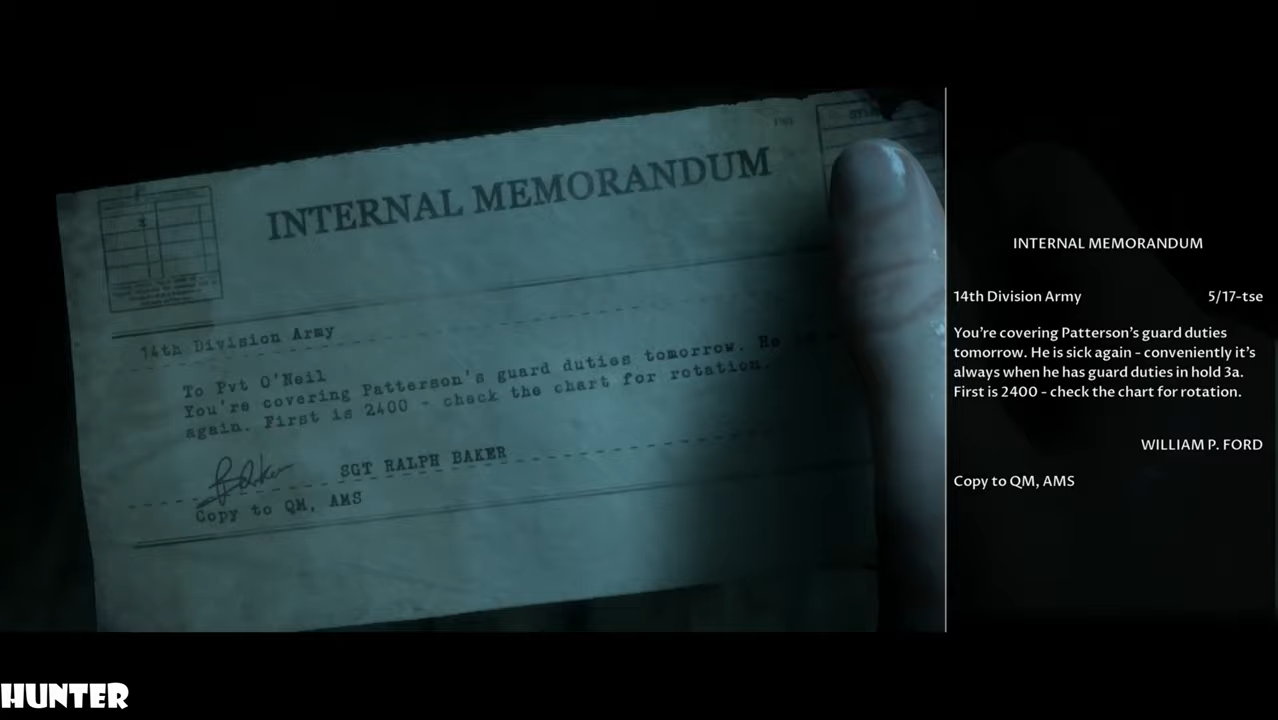 INTERNAL MEMORANDUM
14th Division Army
To Pvt O'Neil
You're covering Patterson's guard duties tomorrow. He
again. First is 2400 - check the chart for rotation.
SGT RALPH BAKER
Copy to QM, AMS
INTERNAL MEMORANDUM
14th Division Army 5/17-tse
You're covering Patterson's guard duties
tomorrow. He is sick again - conveniently it's
always when he has guard duties in hold 3a.
First is 2400 - check the chart for rotation.
WILLIAM P. FORD
Copy to QM, AMS
HUNTER